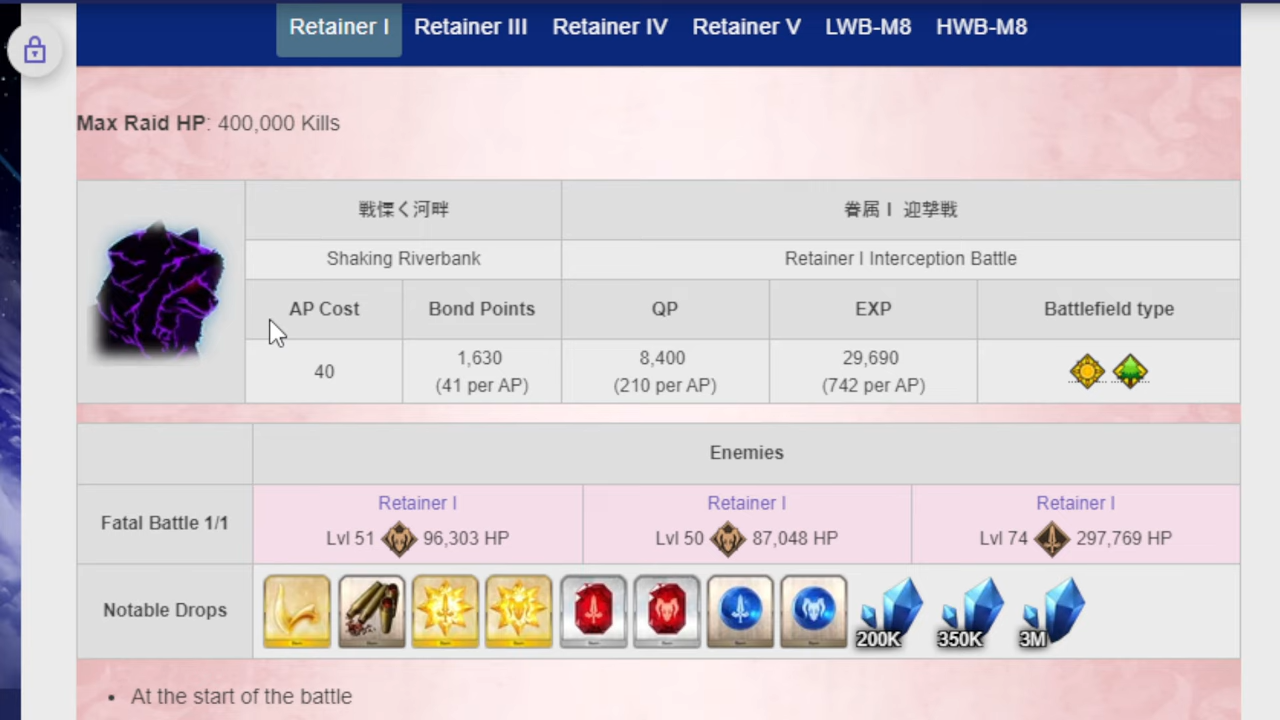 Retainer I Retainer III Retainer IV Retainer V LWB-M8 HWB-M8
Max Raid HP: 400,000 Kills
戦慄く河畔 眷属Ⅰ 迎撃戦
Shaking Riverbank Retainer I Interception Battle
AP Cost Bond Points QP EXP Battlefield type
40 1,630 8,400 29,690
(41 per AP) (210 per AP) (742 per AP)
Enemies
Fatal Battle 1/1 Retainer I Retainer I Retainer I
Lvl 51 96,303 HP Lvl 50 87,048 HP Lvl 74 297,769 HP
Notable Drops 200K 350K 3M
• At the start of the battle